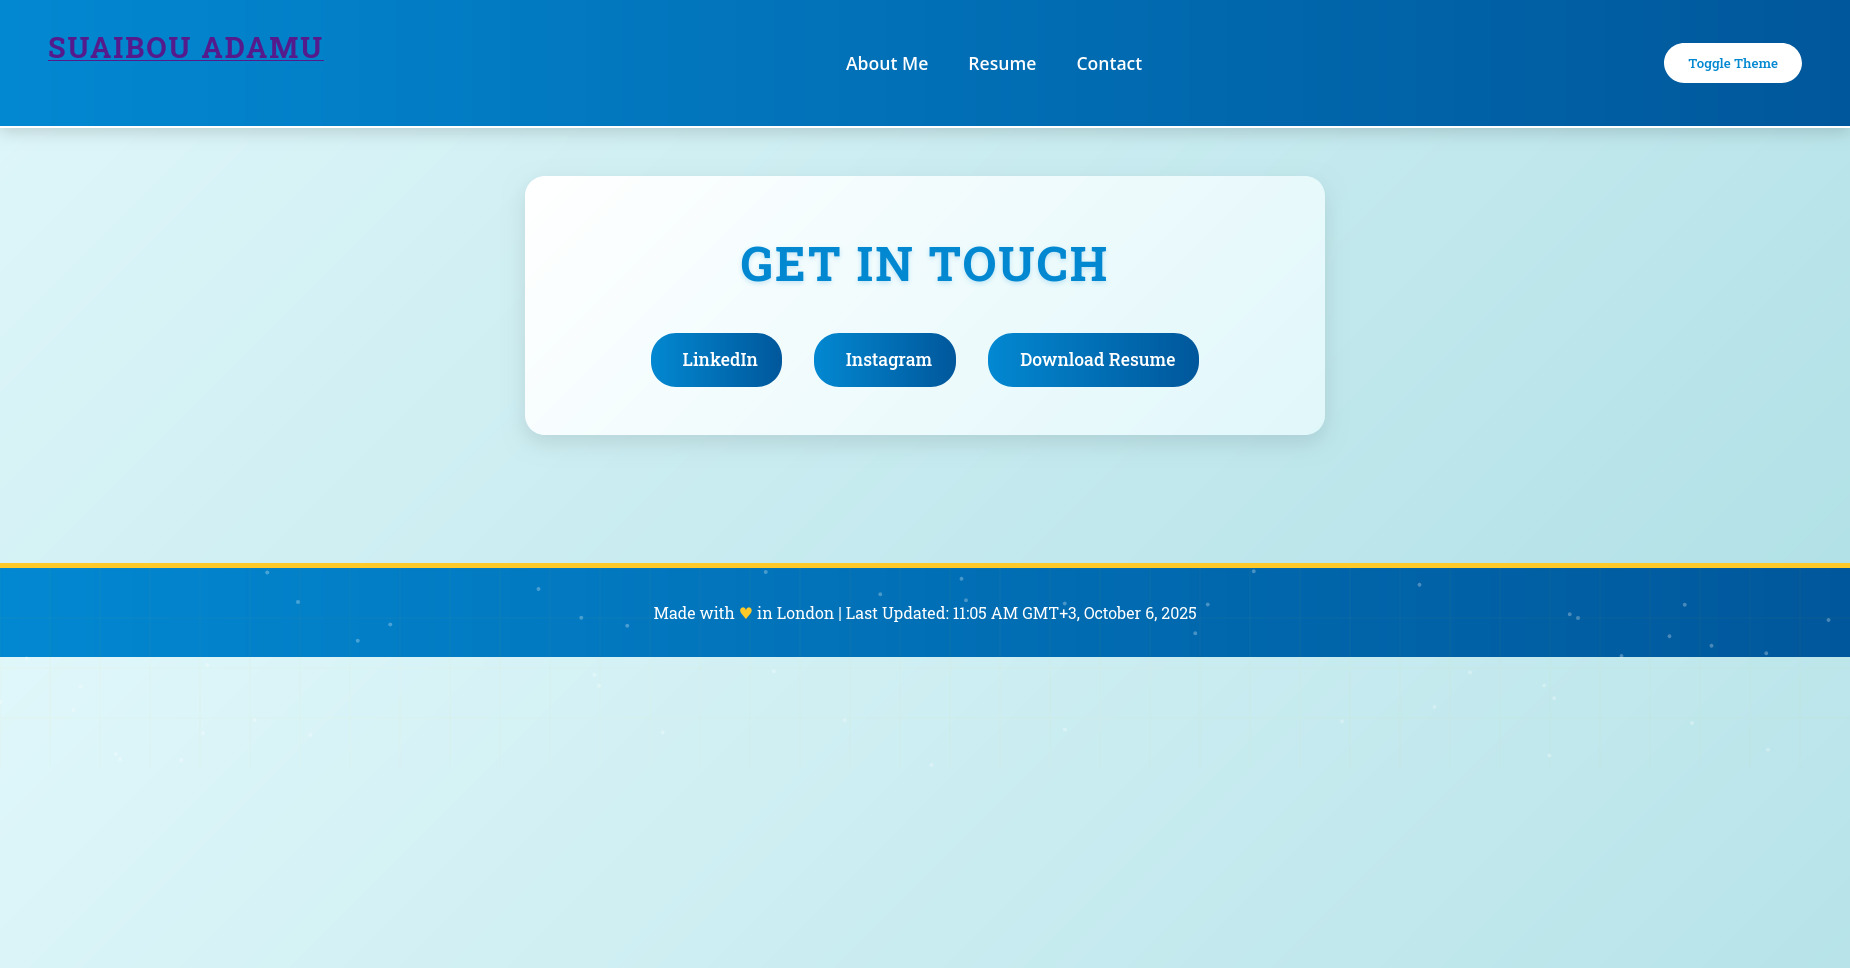 SUAIBOU ADAMU
About Me
Resume
Contact
Toggle Theme
GET IN TOUCH
LinkedIn
Instagram
Download Resume
Made with ♥ in London | Last Updated: 11:05 AM GMT+3, October 6, 2025